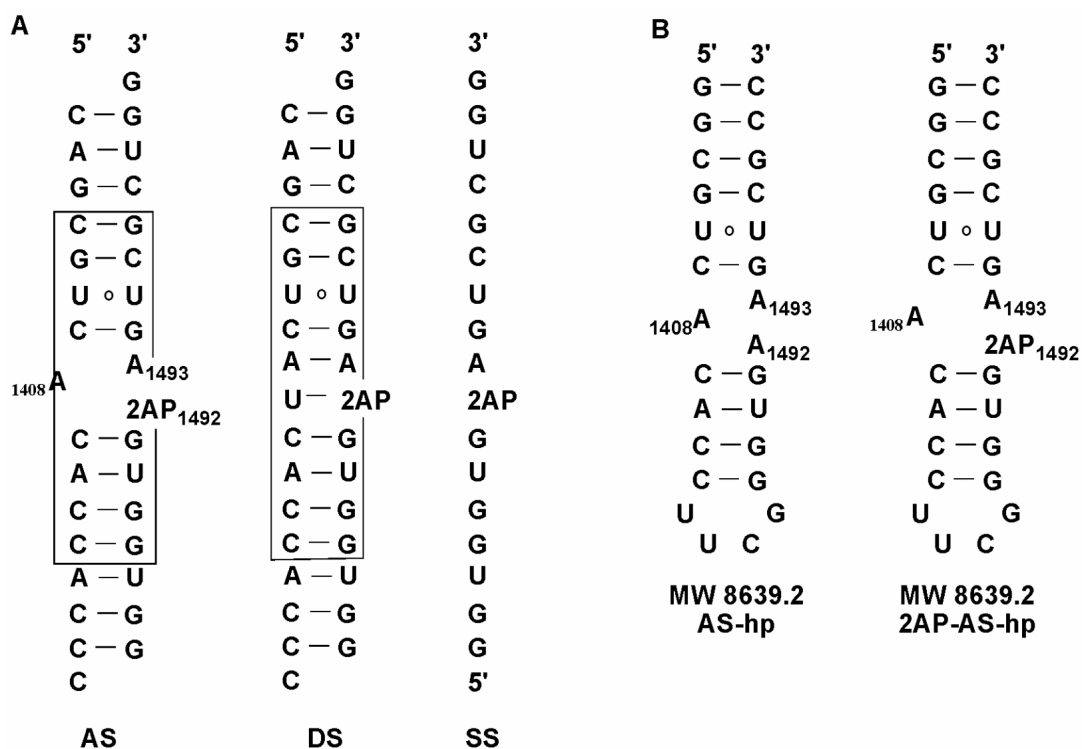 A
5' 3'
G
C – G
A – U
G – C
C – G
G – C
U o U
C – G
A1493
1408A
2AP1492
C – G
A – U
C – G
C – G
A – U
C – G
C – G
C
AS
5' 3'
G
C – G
A – U
G – C
C – G
G – C
U o U
C – G
A A
U – 2AP
C – G
A – U
C – G
C – G
A – U
C – G
C – G
C
DS
3'
G
G
U
C
G
C
U
G
A
2AP
G
U
G
G
U
G
G
5'
SS
B
5' 3'
G – C
G – C
C – G
G – C
U o U
C – G
A1493
1408A
A1492
C – G
A – U
C – G
C – G
U G
U C
MW 8639.2
AS-hp
5' 3'
G – C
G – C
C – G
G – C
U o U
C – G
A1493
1408A
2AP1492
C – G
A – U
C – G
C – G
U G
U C
MW 8639.2
2AP-AS-hp